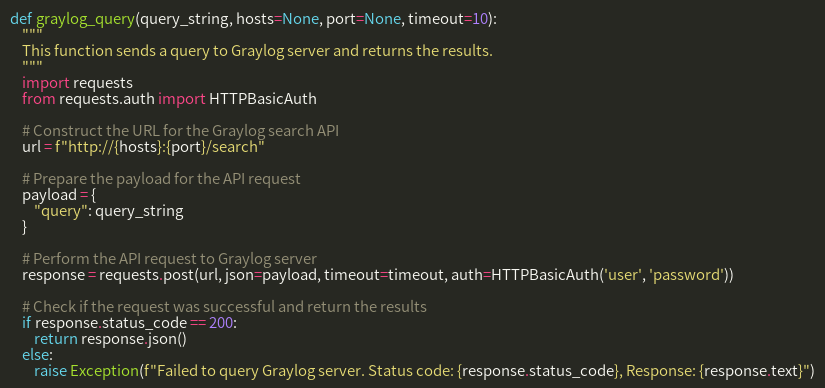 def graylog_query(query_string, hosts=None, port=None, timeout=10):
"""
This function sends a query to Graylog server and returns the results.
"""
import requests
from requests.auth import HTTPBasicAuth
# Construct the URL for the Graylog search API
url = f"http://{hosts}:{port}/search"
# Prepare the payload for the API request
payload = {
"query": query_string
}
# Perform the API request to Graylog server
response = requests.post(url, json=payload, timeout=timeout, auth=HTTPBasicAuth('user', 'password'))
# Check if the request was successful and return the results
if response.status_code == 200:
return response.json()
else:
raise Exception(f"Failed to query Graylog server. Status code: {response.status_code}, Response: {response.text}")